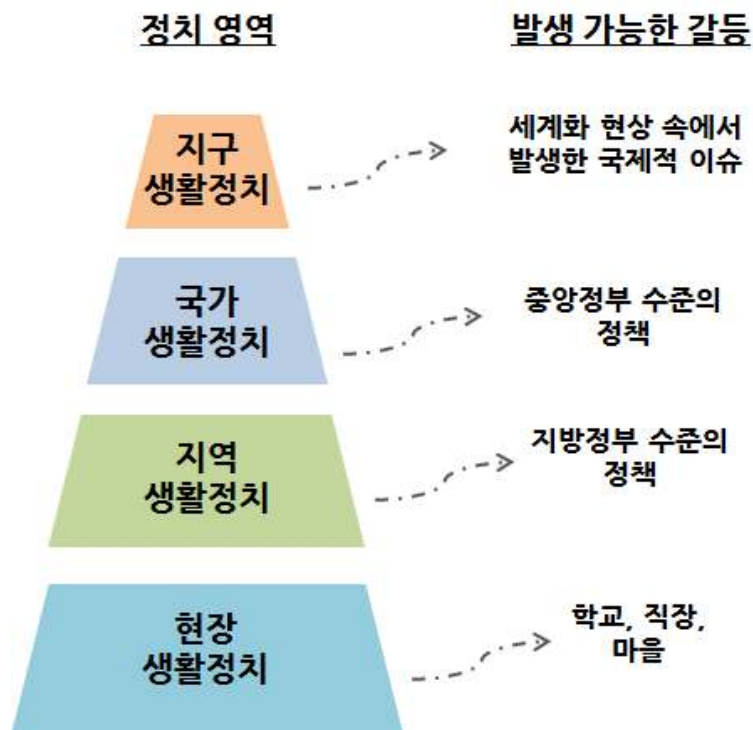 정치 영역
발생 가능한 갈등
지구
생활정치
세계화 현상 속에서
발생한 국제적 이슈
국가
생활정치
중앙정부 수준의
정책
지역
생활정치
지방정부 수준의
정책
현장
생활정치
학교, 직장,
마을